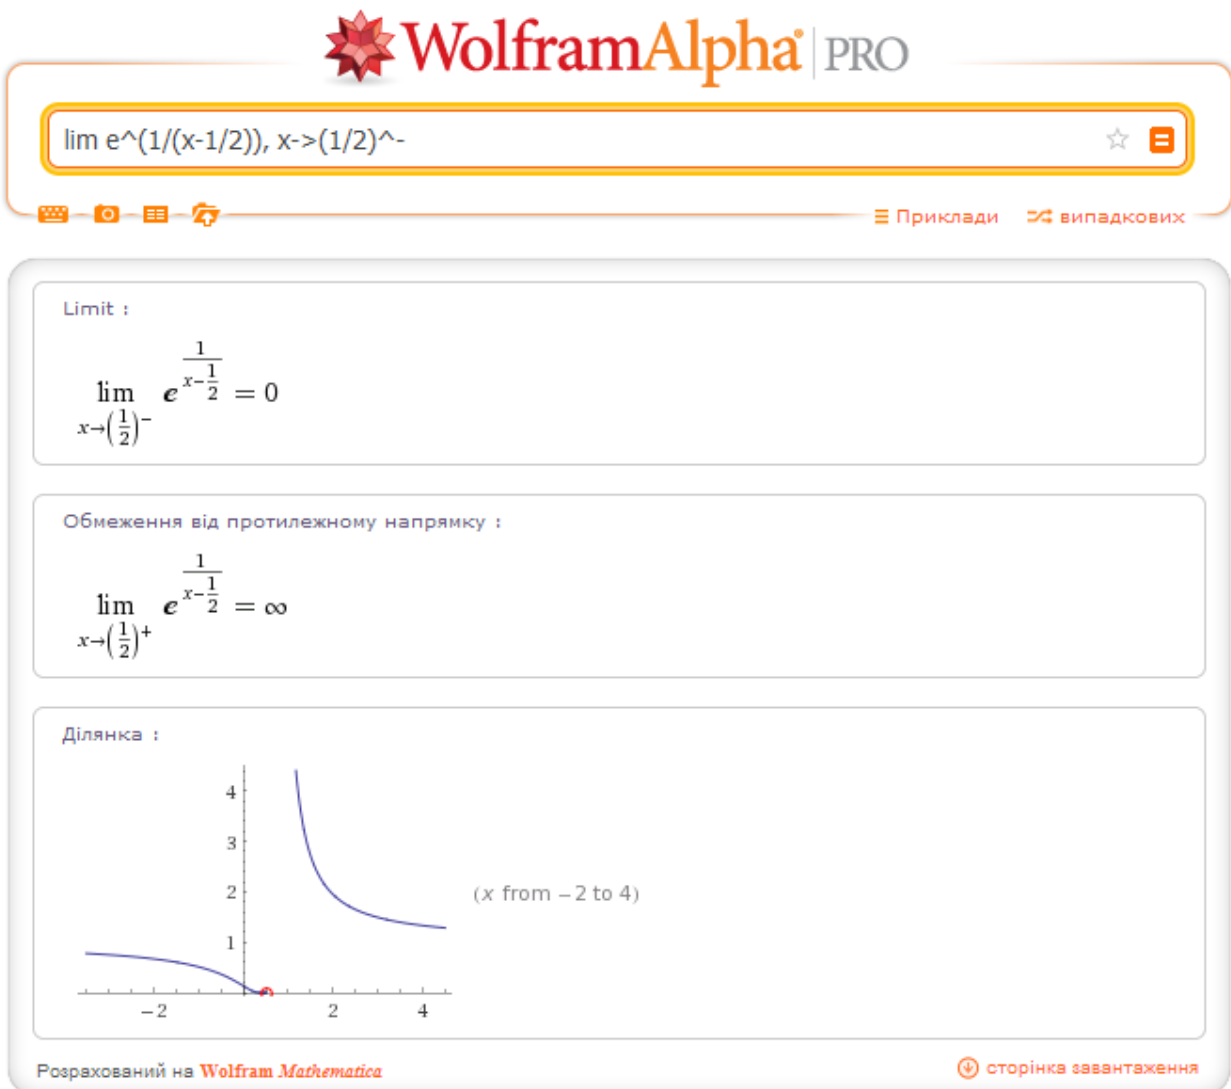 WolframAlpha® | PRO
lim e^(1/(x-1/2)), x->(1/2)^-
Приклади випадкових
Limit :
lim_{x→(1/2)−} e^{1/(x−1/2)} = 0
Обмеження від протилежному напрямку :
lim_{x→(1/2)+} e^{1/(x−1/2)} = ∞
Ділянка :
4
3
2
1
(x from −2 to 4)
−2 2 4
Розрахований на Wolfram Mathematica
сторінка завантаження